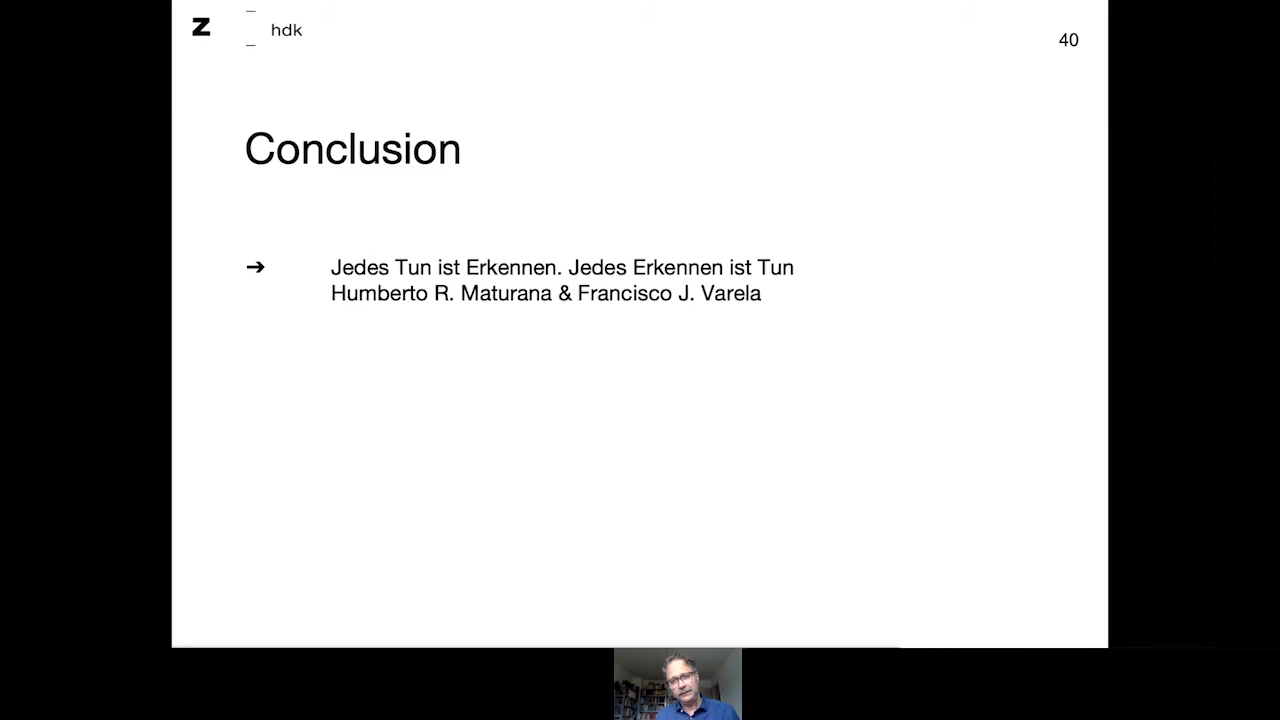 Z
hdk
40
Conclusion
➔ Jedes Tun ist Erkennen. Jedes Erkennen ist Tun
Humberto R. Maturana & Francisco J. Varela